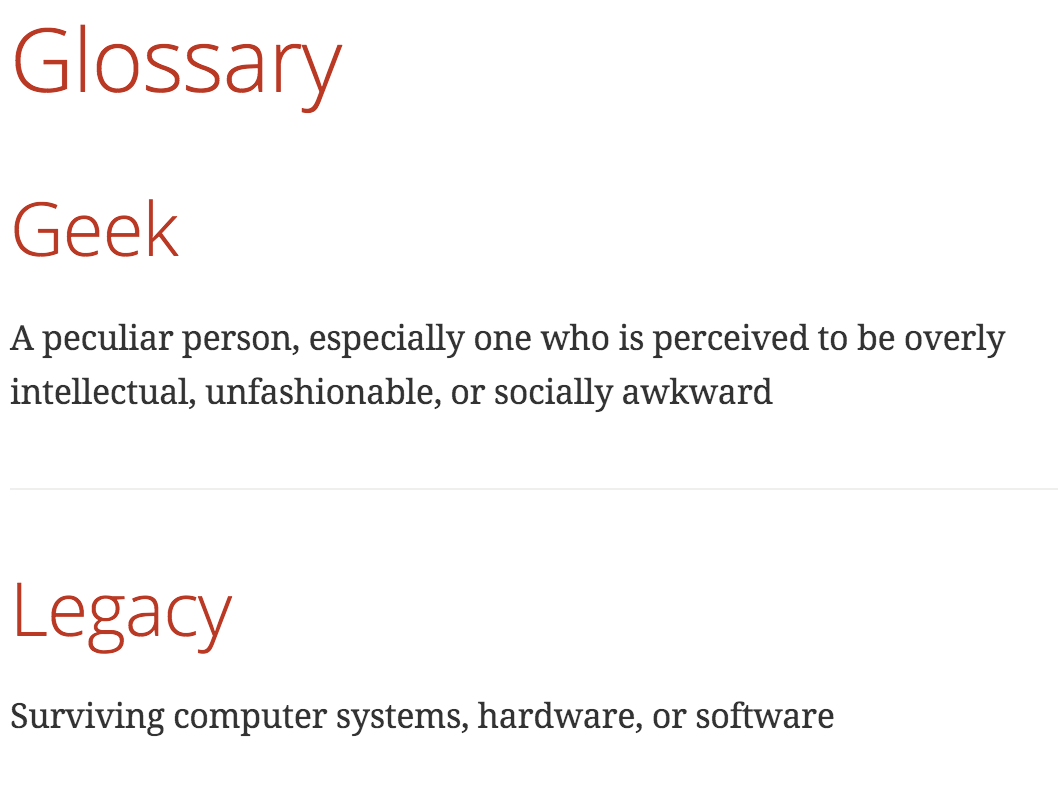 Glossary
Geek
A peculiar person, especially one who is perceived to be overly
intellectual, unfashionable, or socially awkward
Legacy
Surviving computer systems, hardware, or software